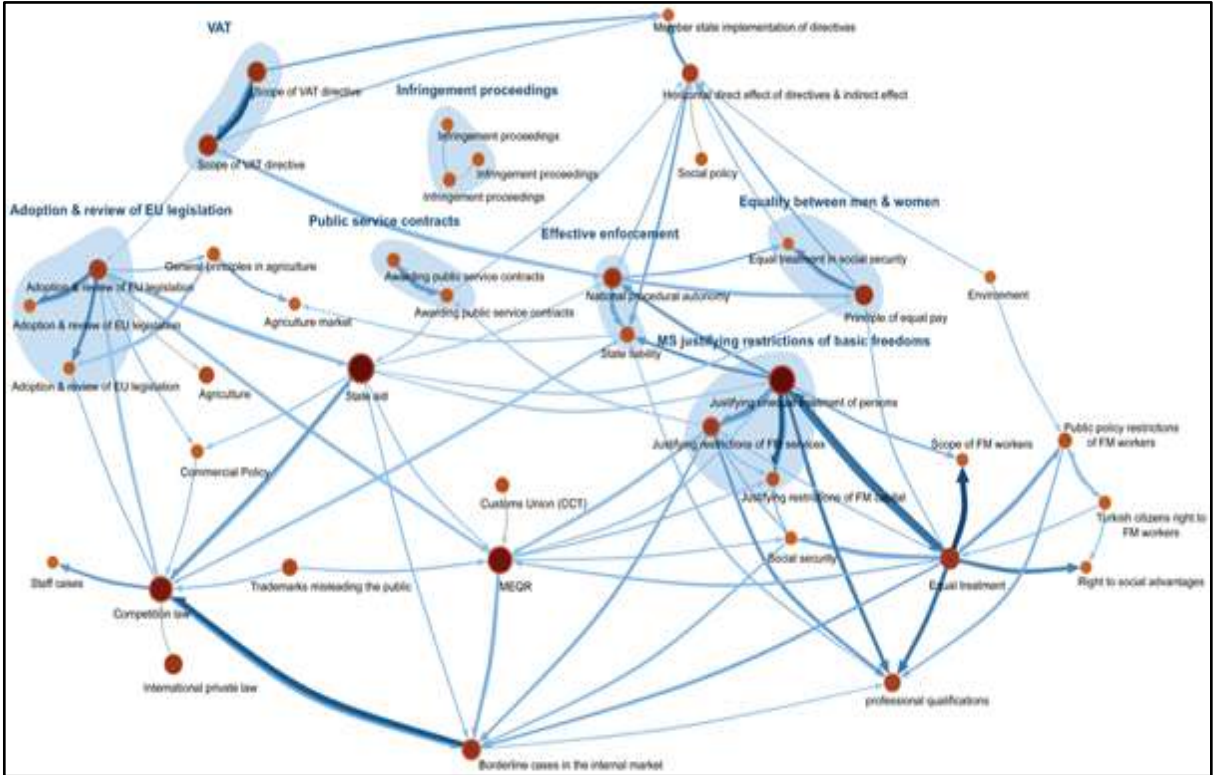 VAT
Member state implementation of directives
Scope of VAT directive
Infringement proceedings
Horizontal direct effect of directives & indirect effect
Infringement proceedings
Scope of VAT directive
Social policy
Infringement proceedings
Infringement proceedings
Equality between men & women
Adoption & review of EU legislation
Public service contracts
Effective enforcement
Equal treatment in social security
General principles in agriculture
Awarding public service contracts
Adoption & review of EU legislation
National procedural autonomy
Environment
Awarding public service contracts
Principle of equal pay
Agriculture market
Adoption & review of EU legislation
MS justifying restrictions of basic freedoms
State liability
Adoption & review of EU legislation
Agriculture
State aid
Justifying unequal treatment of persons
Public policy restrictions
of FM workers
Justifying restrictions of FM services
Scope of FM workers
Commercial Policy
Justifying restrictions of FM capital
Customs Union (CCT)
Turkish citizens right to
FM workers
Social security
Staff cases
Trademarks misleading the public
MEQR
Equal treatment
Right to social advantages
Competition law
International private law
professional qualifications
Borderline cases in the internal market